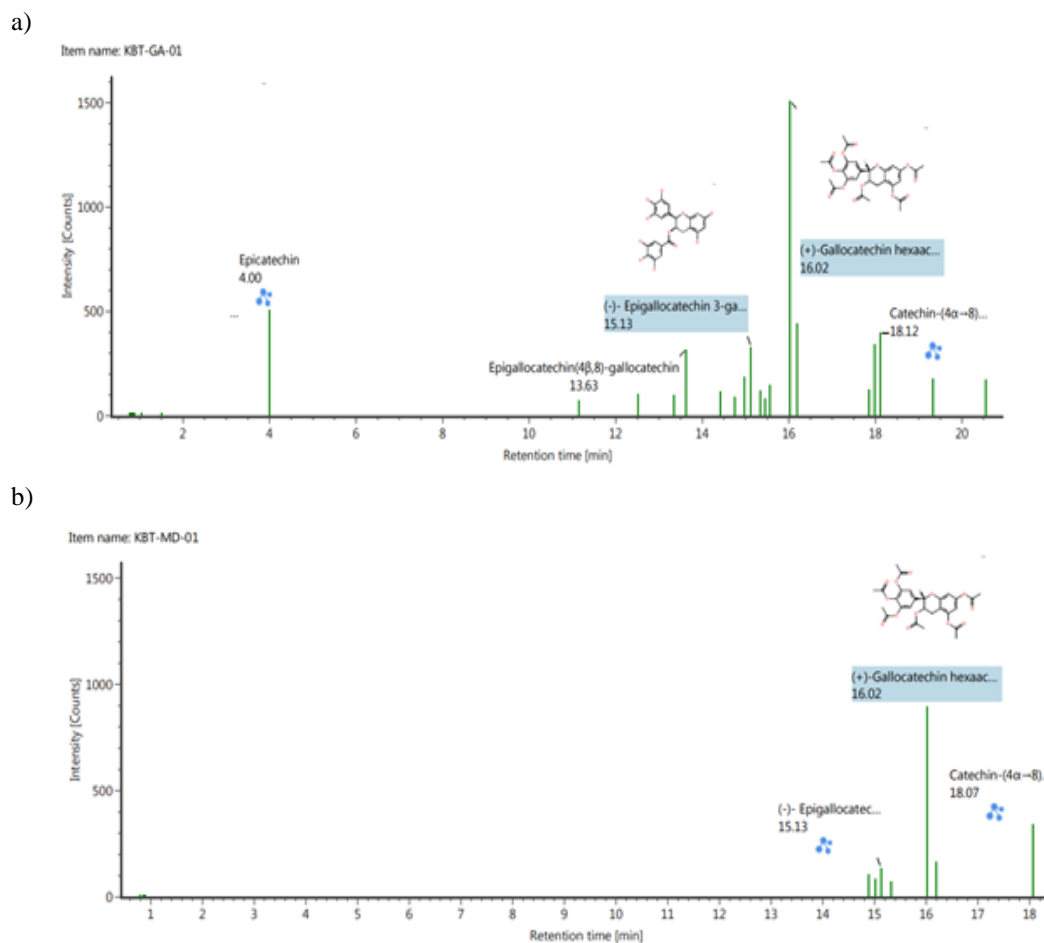 a)
Item name: KBT-GA-01
Intensity [Counts]
1500
1000
500
0
Epicatechin
4.00
...
Epigallocatechin(4β,8)-gallocatechin
13.63
(-)- Epigallocatechin 3-ga...
15.13
(+)-Gallocatechin hexaac...
16.02
Catechin-(4α→8)...
18.12
2 4 6 8 10 12 14 16 18 20
Retention time [min]
b)
Item name: KBT-MD-01
Intensity [Counts]
1500
1000
500
0
(+)-Gallocatechin hexaac...
16.02
Catechin-(4α→8).
18.07
(-)- Epigallocatec...
15.13
1 2 3 4 5 6 7 8 9 10 11 12 13 14 15 16 17 18
Retention time [min]